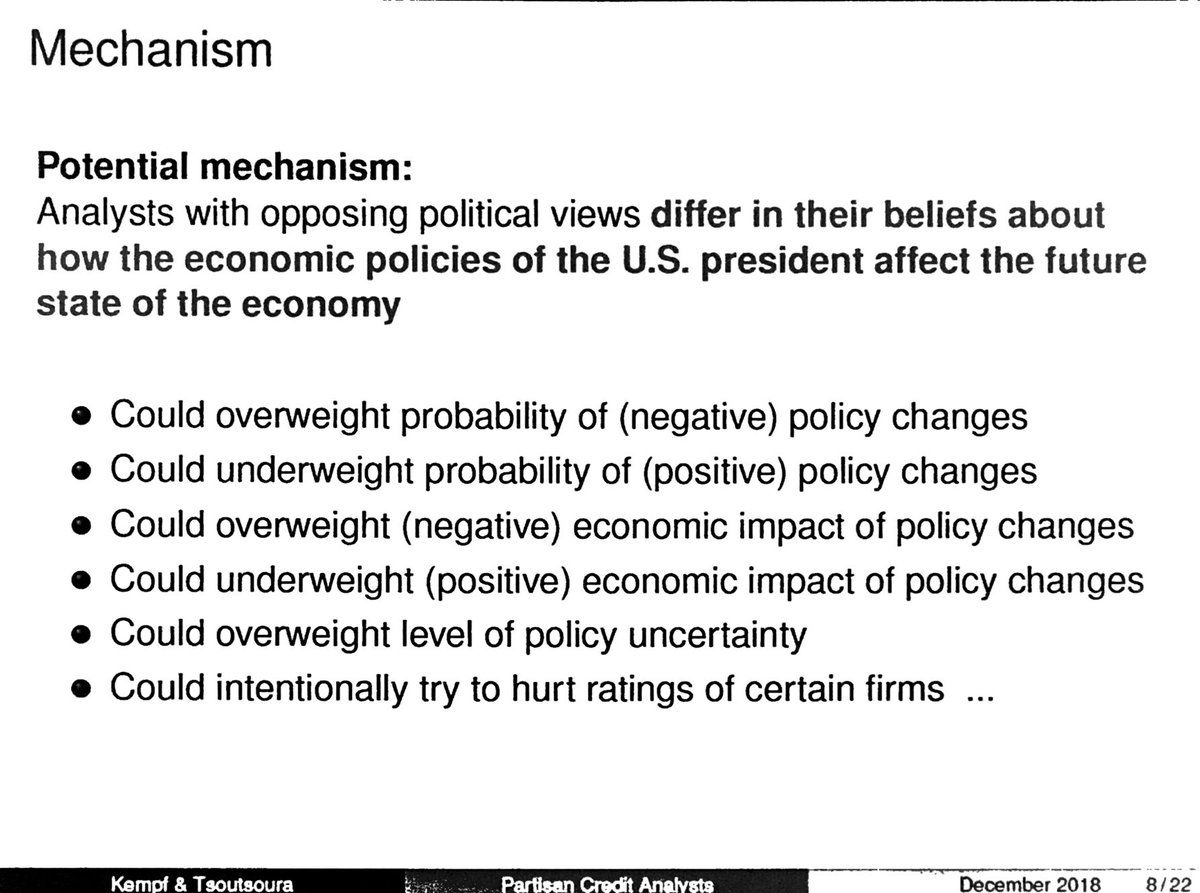 Mechanism
Potential mechanism:
Analysts with opposing political views differ in their beliefs about
how the economic policies of the U.S. president affect the future
state of the economy
● Could overweight probability of (negative) policy changes
● Could underweight probability of (positive) policy changes
● Could overweight (negative) economic impact of policy changes
● Could underweight (positive) economic impact of policy changes
● Could overweight level of policy uncertainty
● Could intentionally try to hurt ratings of certain firms ...
Kempf & Tsoutsoura Partisan Credit Analysts December 2018 8/22